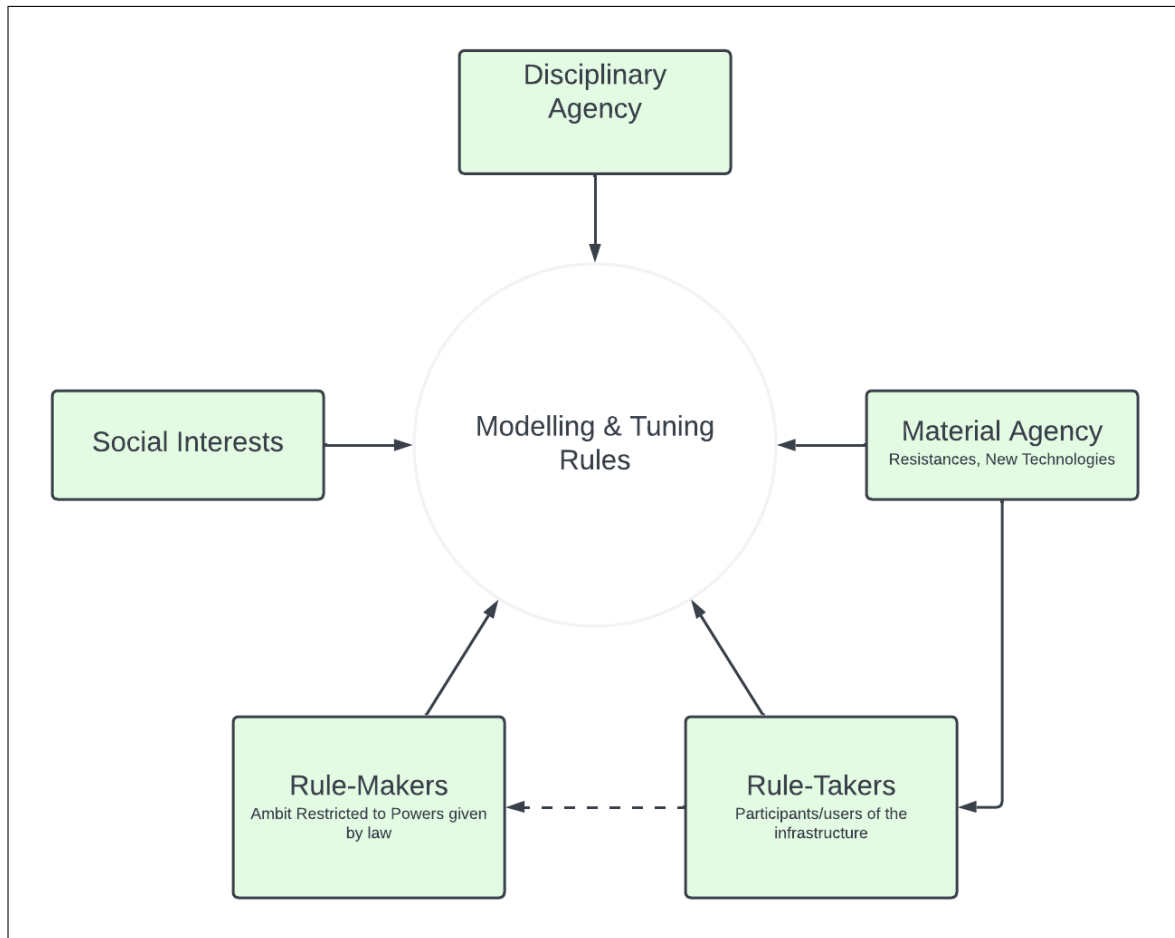 Disciplinary
Agency
Social Interests
Modelling & Tuning
Rules
Material Agency
Resistances, New Technologies
Rule-Makers
Ambit Restricted to Powers given
by law
Rule-Takers
Participants/users of the
infrastructure